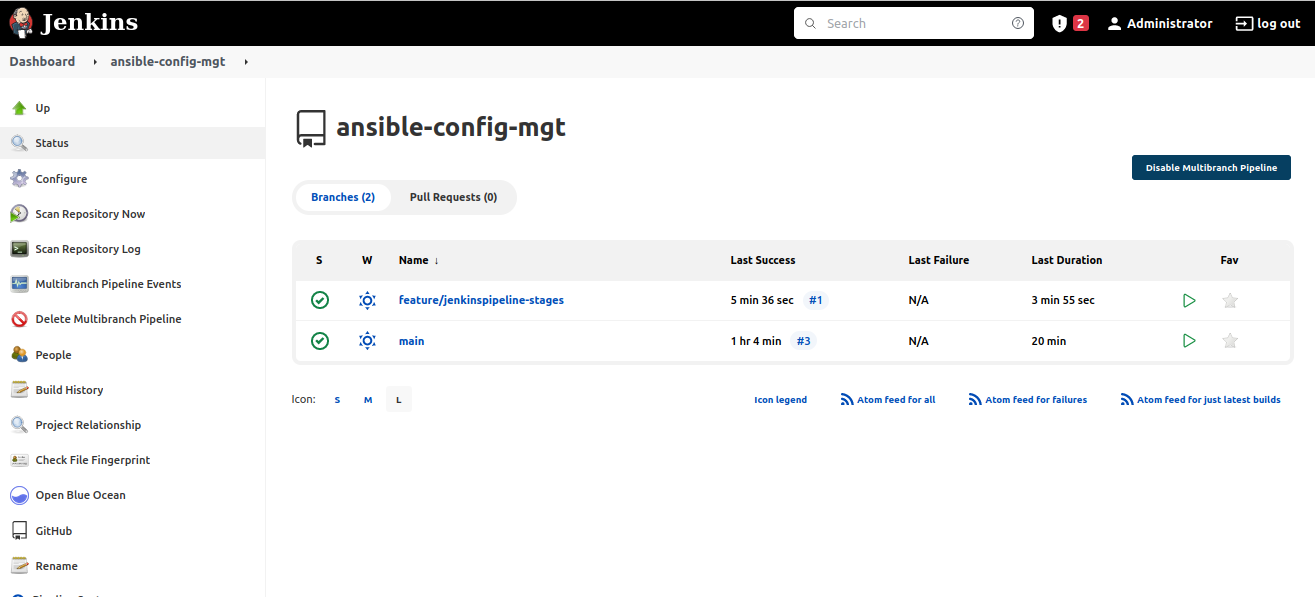 Jenkins
Search
2
Administrator
log out
Dashboard
ansible-config-mgt
Up
Status
Configure
Scan Repository Now
Scan Repository Log
Multibranch Pipeline Events
Delete Multibranch Pipeline
People
Build History
Project Relationship
Check File Fingerprint
Open Blue Ocean
GitHub
Rename
ansible-config-mgt
Disable Multibranch Pipeline
Branches (2) Pull Requests (0)
S W Name ↓ Last Success Last Failure Last Duration Fav
feature/jenkinspipeline-stages 5 min 36 sec #1 N/A 3 min 55 sec
main 1 hr 4 min #3 N/A 20 min
Icon: S M L
Icon legend Atom feed for all Atom feed for failures Atom feed for just latest builds